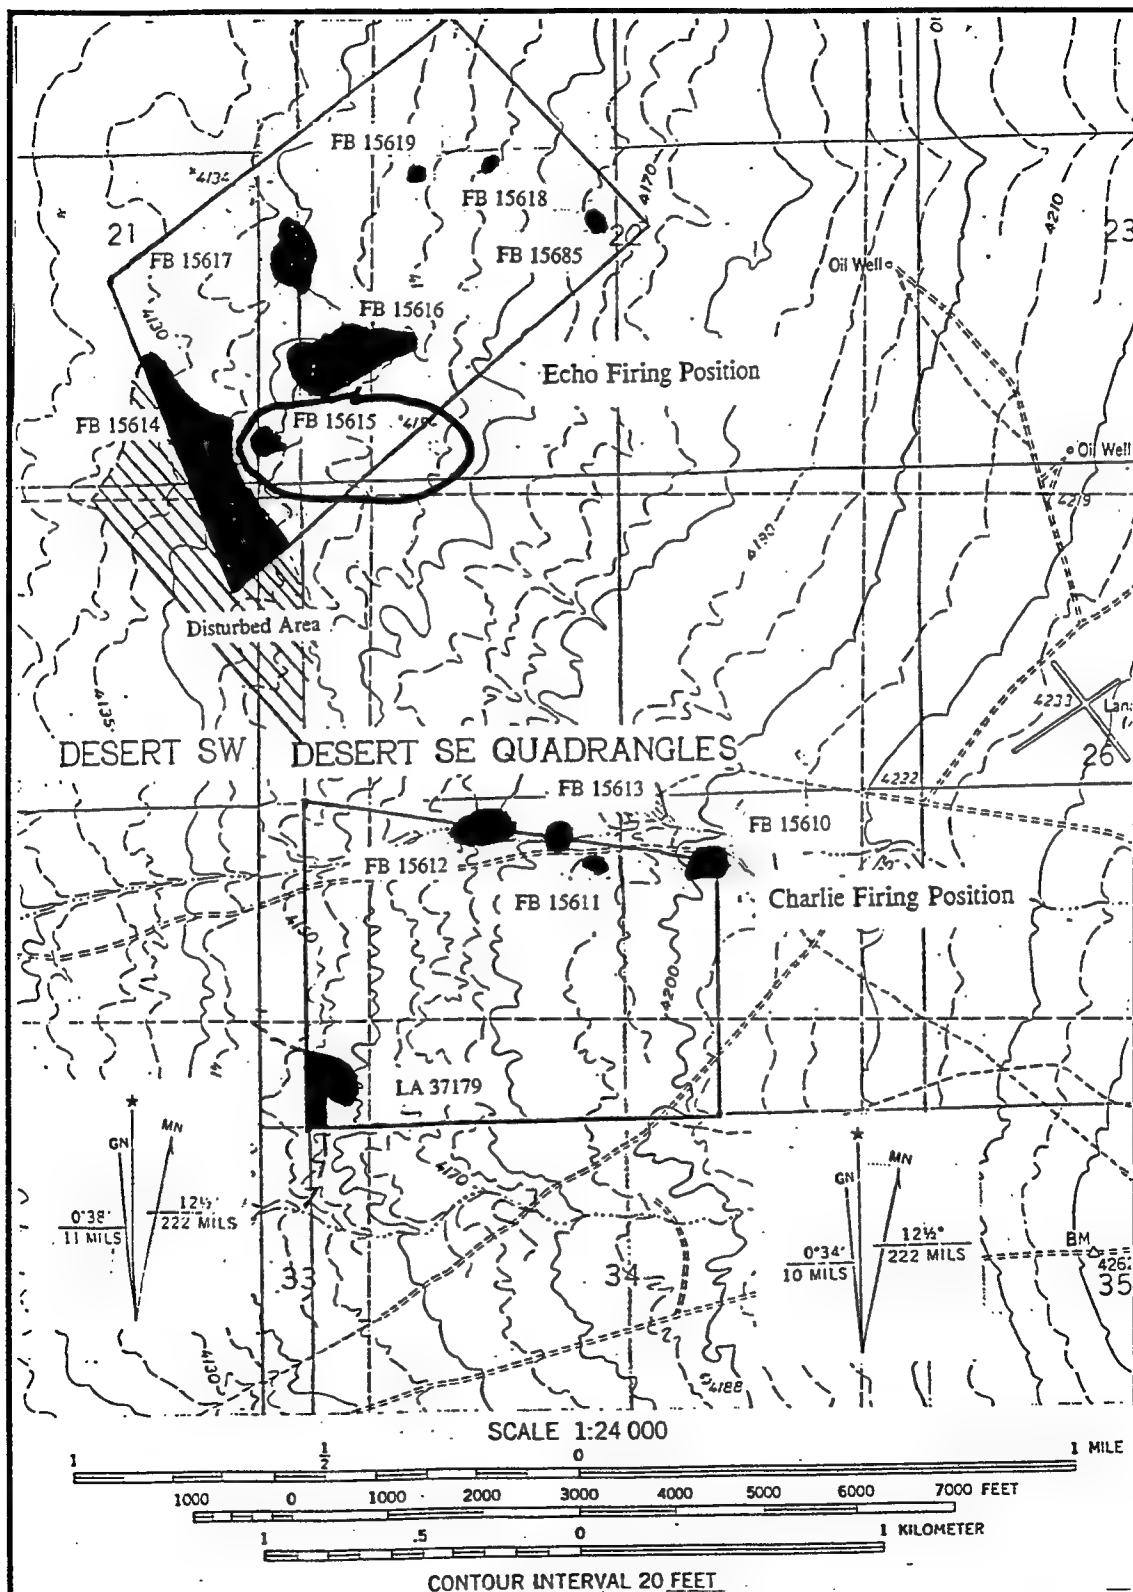 FB 15619
4134
FB 15618
4170
4210
21
22
23
FB 15617
FB 15685
Oil Well
4130
FB 15616
Echo Firing Position
FB 15614
FB 15615
Oil Well
4219
4190
Disturbed Area
4135
4233
DESERT SW
DESERT SE QUADRANGLES
26
4222
FB 15613
FB 15610
FB 15612
FB 15611
Charlie Firing Position
4150
4200
41
LA 37179
GN
MN
GN
MN
4170
0°38'
11 MILS
12½°
222 MILS
0°34'
10 MILS
12½°
222 MILS
BM
4262
33
34
35
4130
4188
SCALE 1:24 000
1
½
0
1 MILE
1000
0
1000
2000
3000
4000
5000
6000
7000 FEET
1
.5
0
1 KILOMETER
CONTOUR INTERVAL 20 FEET